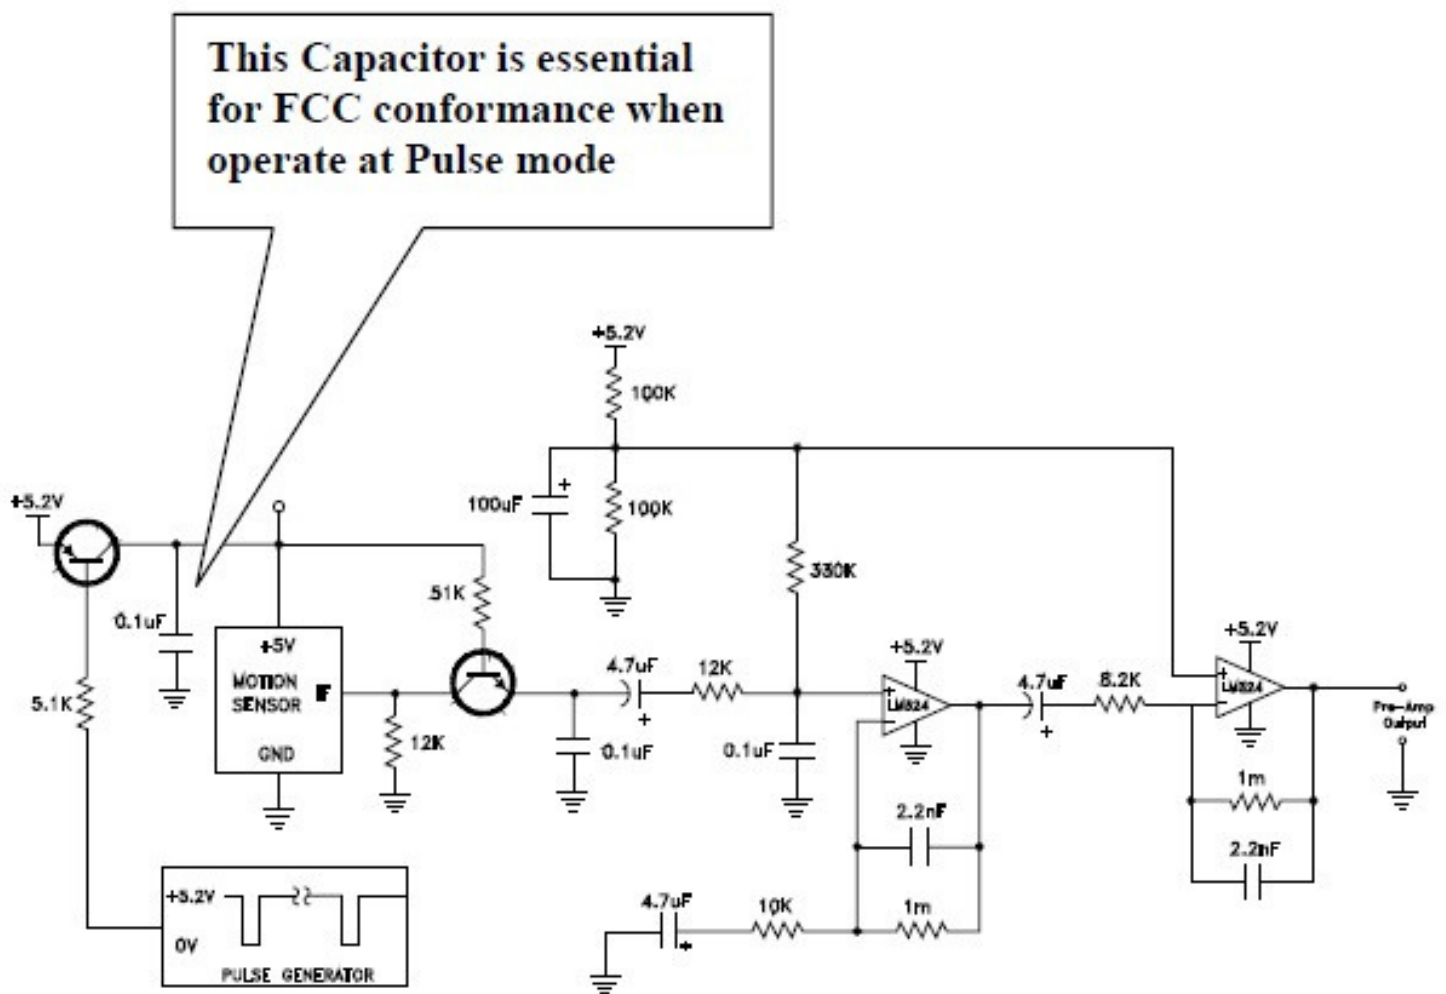 This Capacitor is essential
for FCC conformance when
operate at Pulse mode
+5.2V
100K
100uF
+
100K
+5.2V
0.1uF
5.1K
+5V
MOTION
SENSOR
IF
GND
12K
51K
4.7uF
+
0.1uF
12K
330K
0.1uF
+5.2V
+
LM324
−
4.7uF
+
8.2K
+5.2V
+
LM324
−
Pre-Amp
Output
1m
2.2nF
2.2nF
1m
10K
4.7uF
+
+5.2V
0V
PULSE GENERATOR